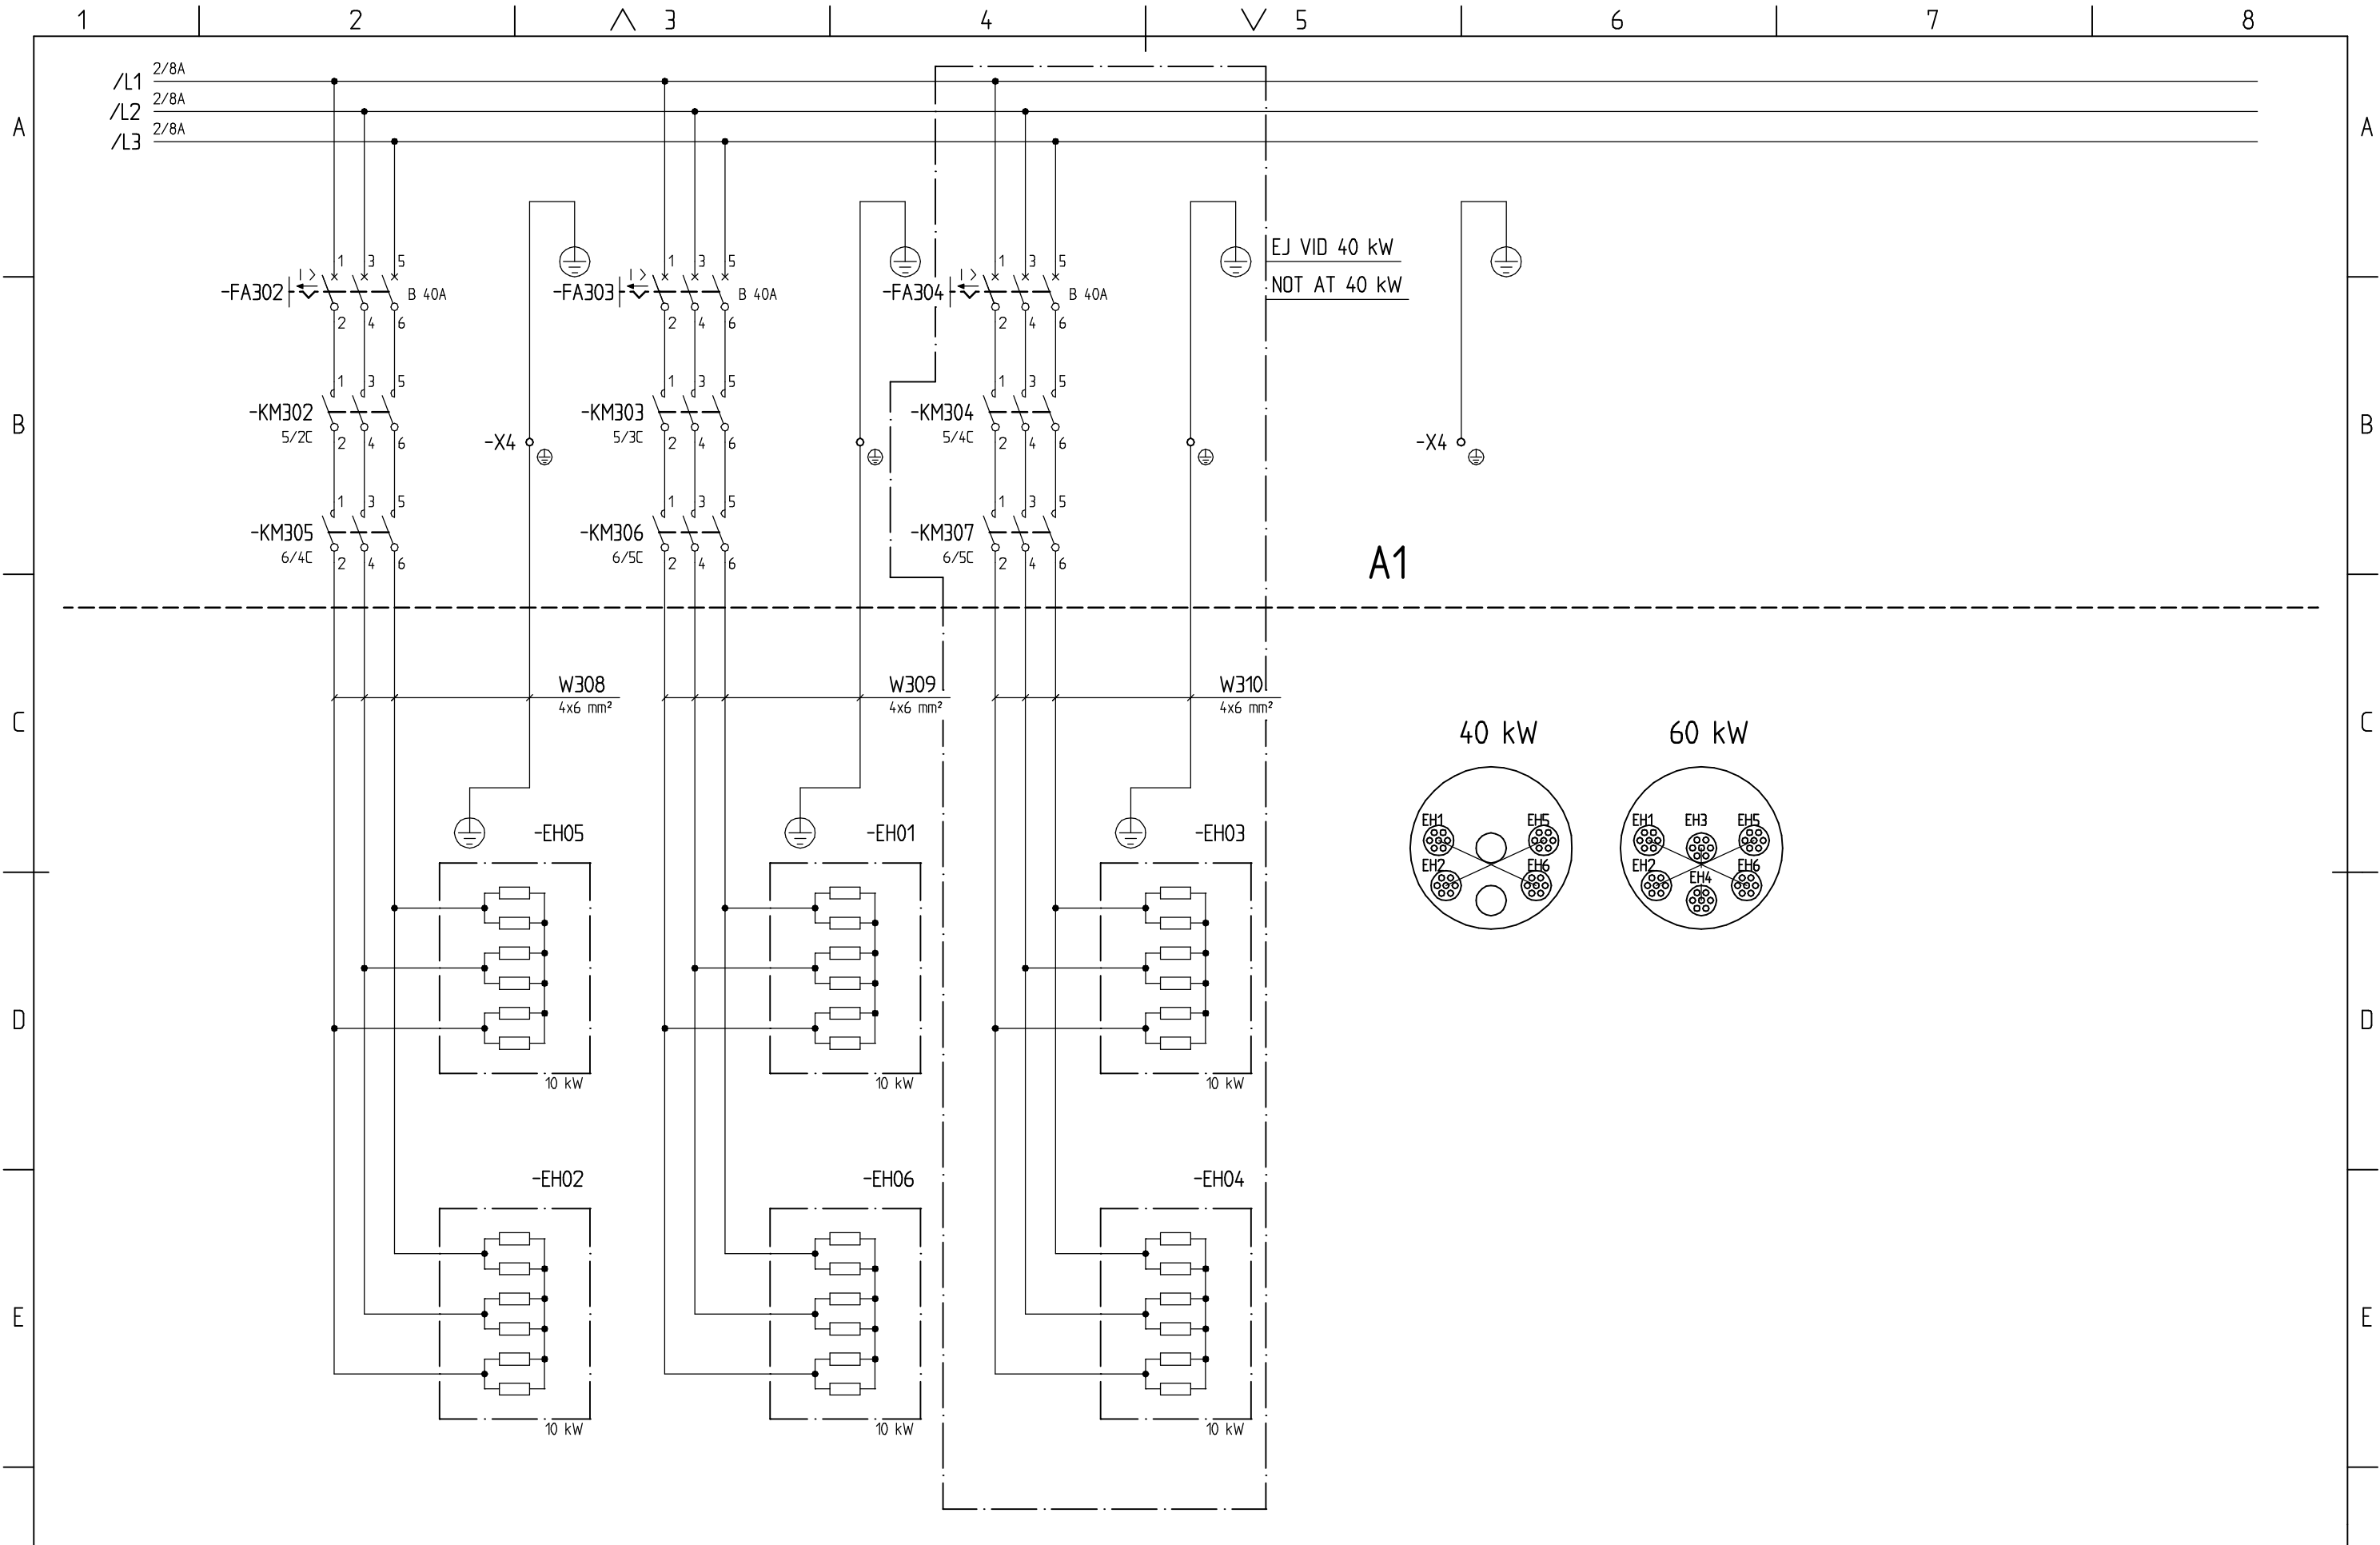 1 2 3 4 5 6 7 8
/L1 2/8A
/L2 2/8A
/L3 2/8A
A A
EJ VID 40 kW
NOT AT 40 kW
1 3 5 1 3 5 1 3 5
I > I > I >
-FA302 B 40A -FA303 B 40A -FA304 B 40A
2 4 6 2 4 6 2 4 6
1 3 5 1 3 5 1 3 5
-KM302 -KM303 -KM304
B B
5/2C 5/3C 5/4C
2 4 6 2 4 6 2 4 6
-X4 -X4
1 3 5 1 3 5 1 3 5
-KM305 -KM306 -KM307
6/4C 6/5C 6/5C
2 4 6 2 4 6 2 4 6
A1
W308 W309 W310
4x6 mm² 4x6 mm² 4x6 mm²
C C
40 kW 60 kW
EH1 EH5 EH1 EH3 EH5
EH2 EH6 EH2 EH4 EH6
-EH05 -EH01 -EH03
D D
10 kW 10 kW 10 kW
-EH02 -EH06 -EH04
E E
10 kW 10 kW 10 kW